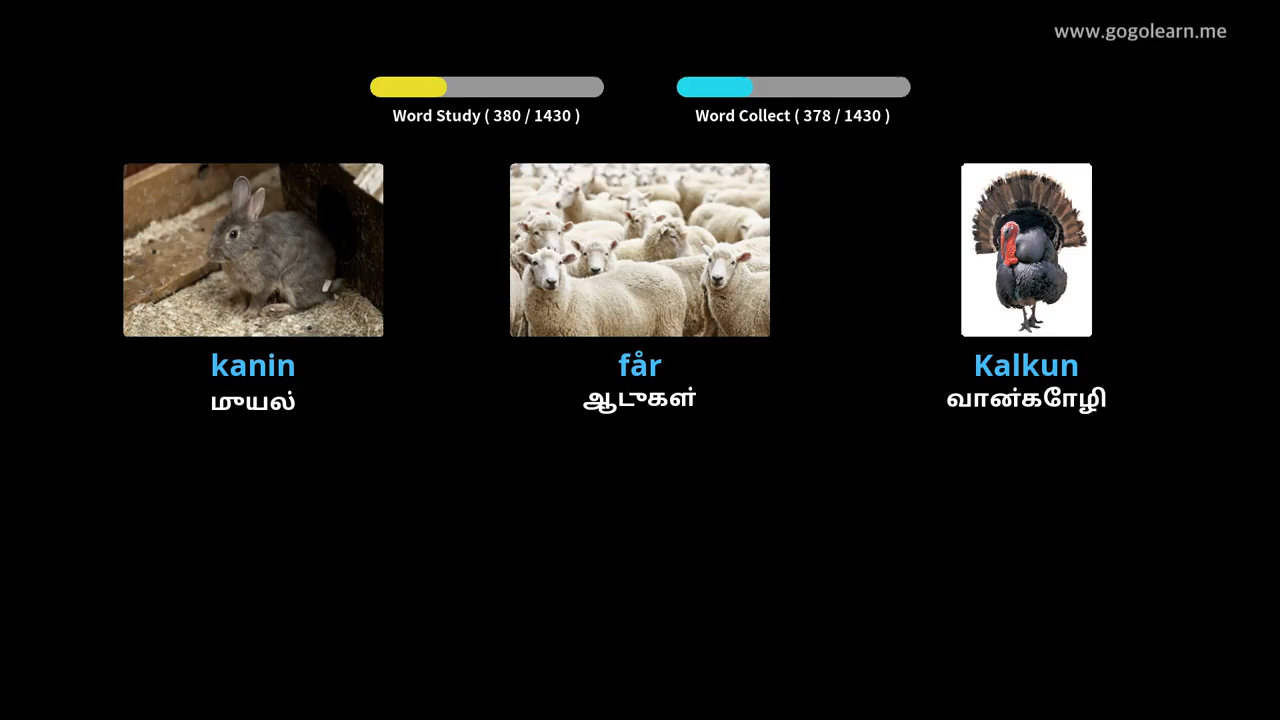 www.gogolearn.me
Word Study ( 380 / 1430 )
Word Collect ( 378 / 1430 )
kanin
får
Kalkun
முயல்
ஆடுகள்
வான்கோழி